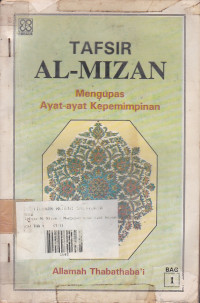 TAFSIR
AL-MIZAN
Mengupas
Ayat-ayat Kepemimpinan
Allamah Thabathaba'i
BAG
1